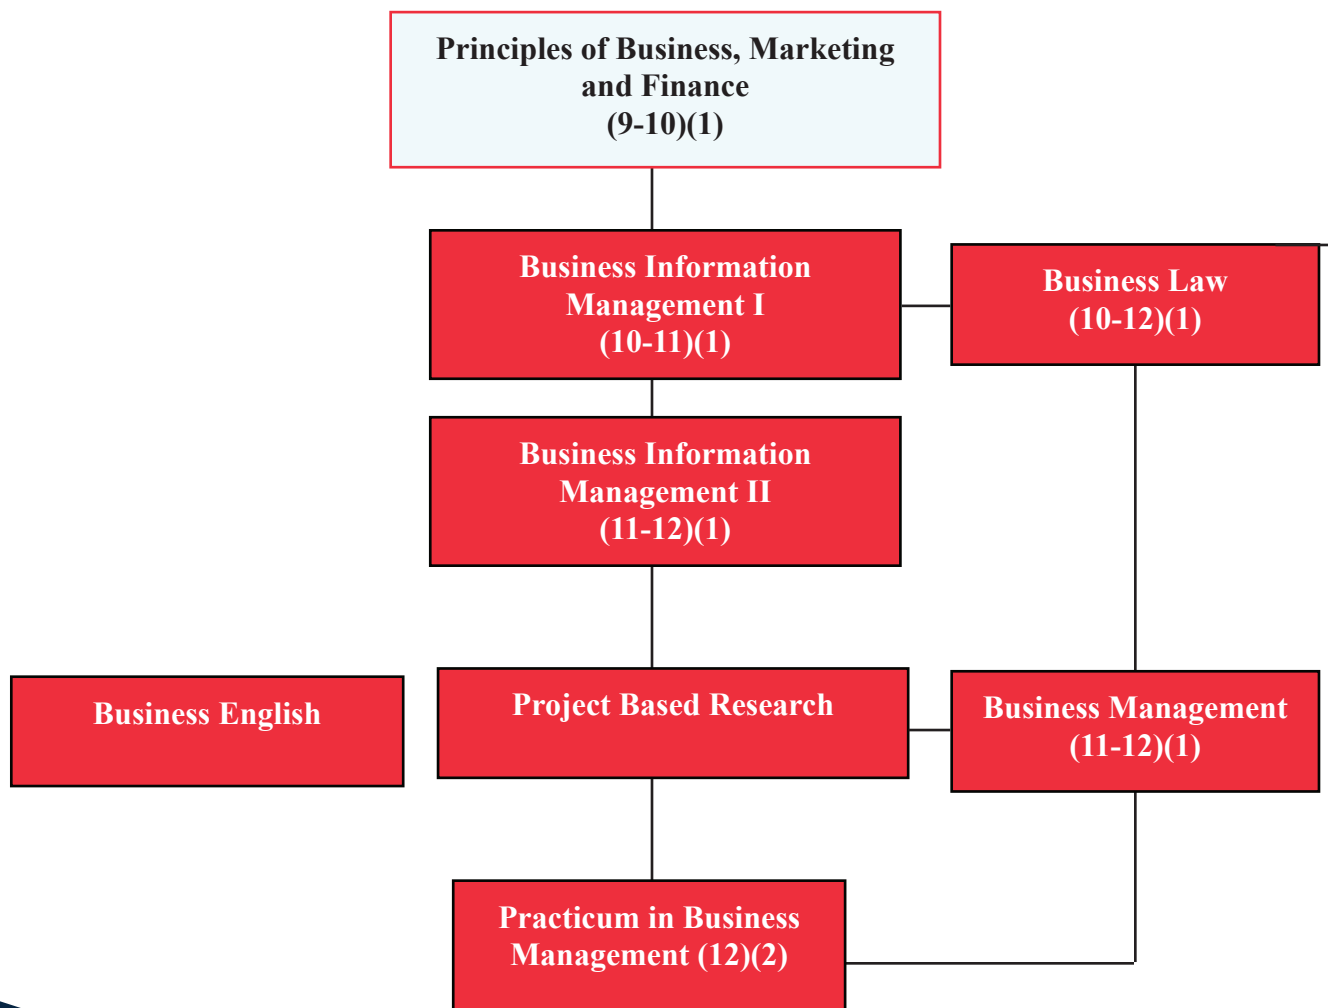 Principles of Business, Marketing
and Finance
(9-10)(1)
Business Information
Management I
(10-11)(1)
Business Law
(10-12)(1)
Business Information
Management II
(11-12)(1)
Business English
Project Based Research
Business Management
(11-12)(1)
Practicum in Business
Management (12)(2)